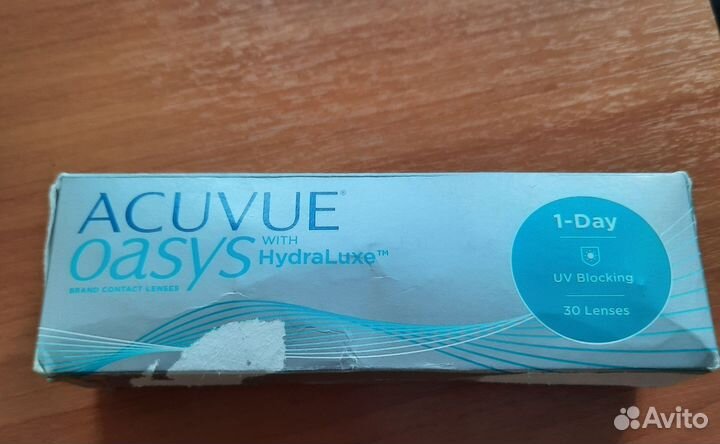 ACUVUE®
oasys WITH HydraLuxe™
BRAND CONTACT LENSES
1-Day
UV Blocking
30 Lenses
Avito